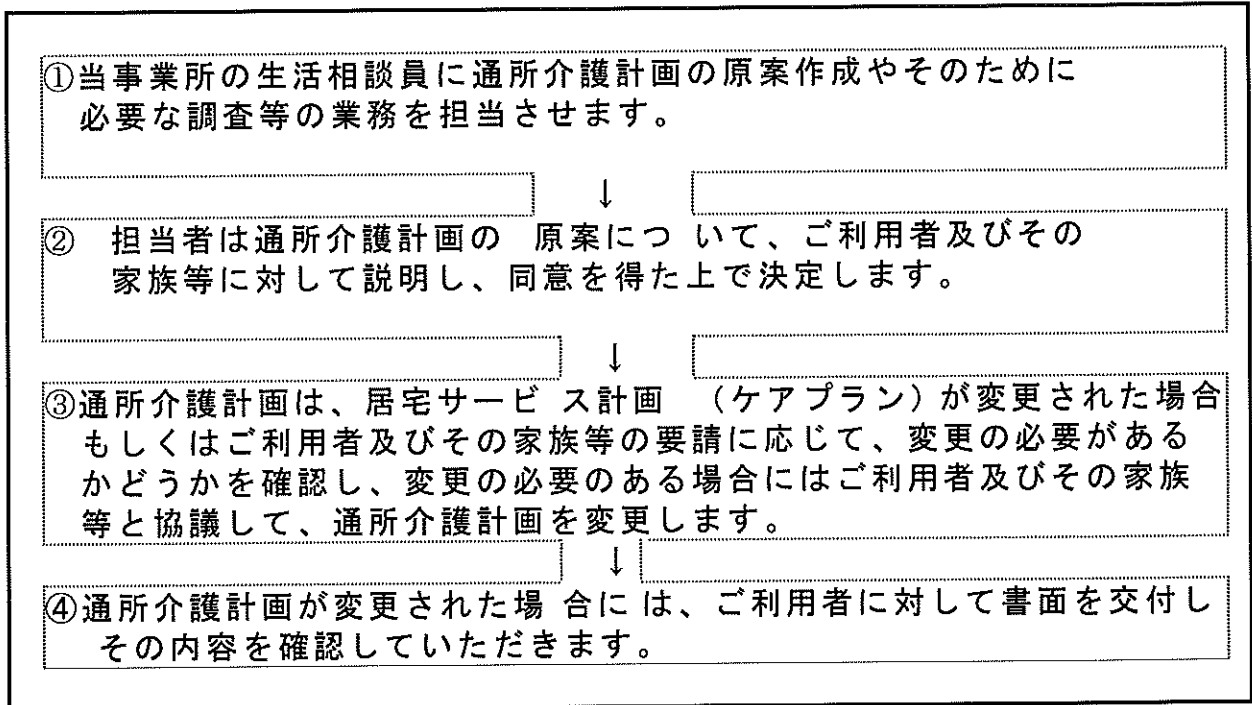 ①当事業所の生活相談員に通所介護計画の原案作成やそのために
必要な調査等の業務を担当させます。
↓
② 担当者は通所介護計画の 原案につ いて、ご利用者及びその
家族等に対して説明し、同意を得た上で決定します。
↓
③通所介護計画は、居宅サービ ス計画 （ケアプラン）が変更された場合
もしくはご利用者及びその家族等の要請に応じて、変更の必要がある
かどうかを確認し、変更の必要のある場合にはご利用者及びその家族
等と協議して、通所介護計画を変更します。
↓
④通所介護計画が変更された場 合に は、ご利用者に対して書面を交付し
その内容を確認していただきます。